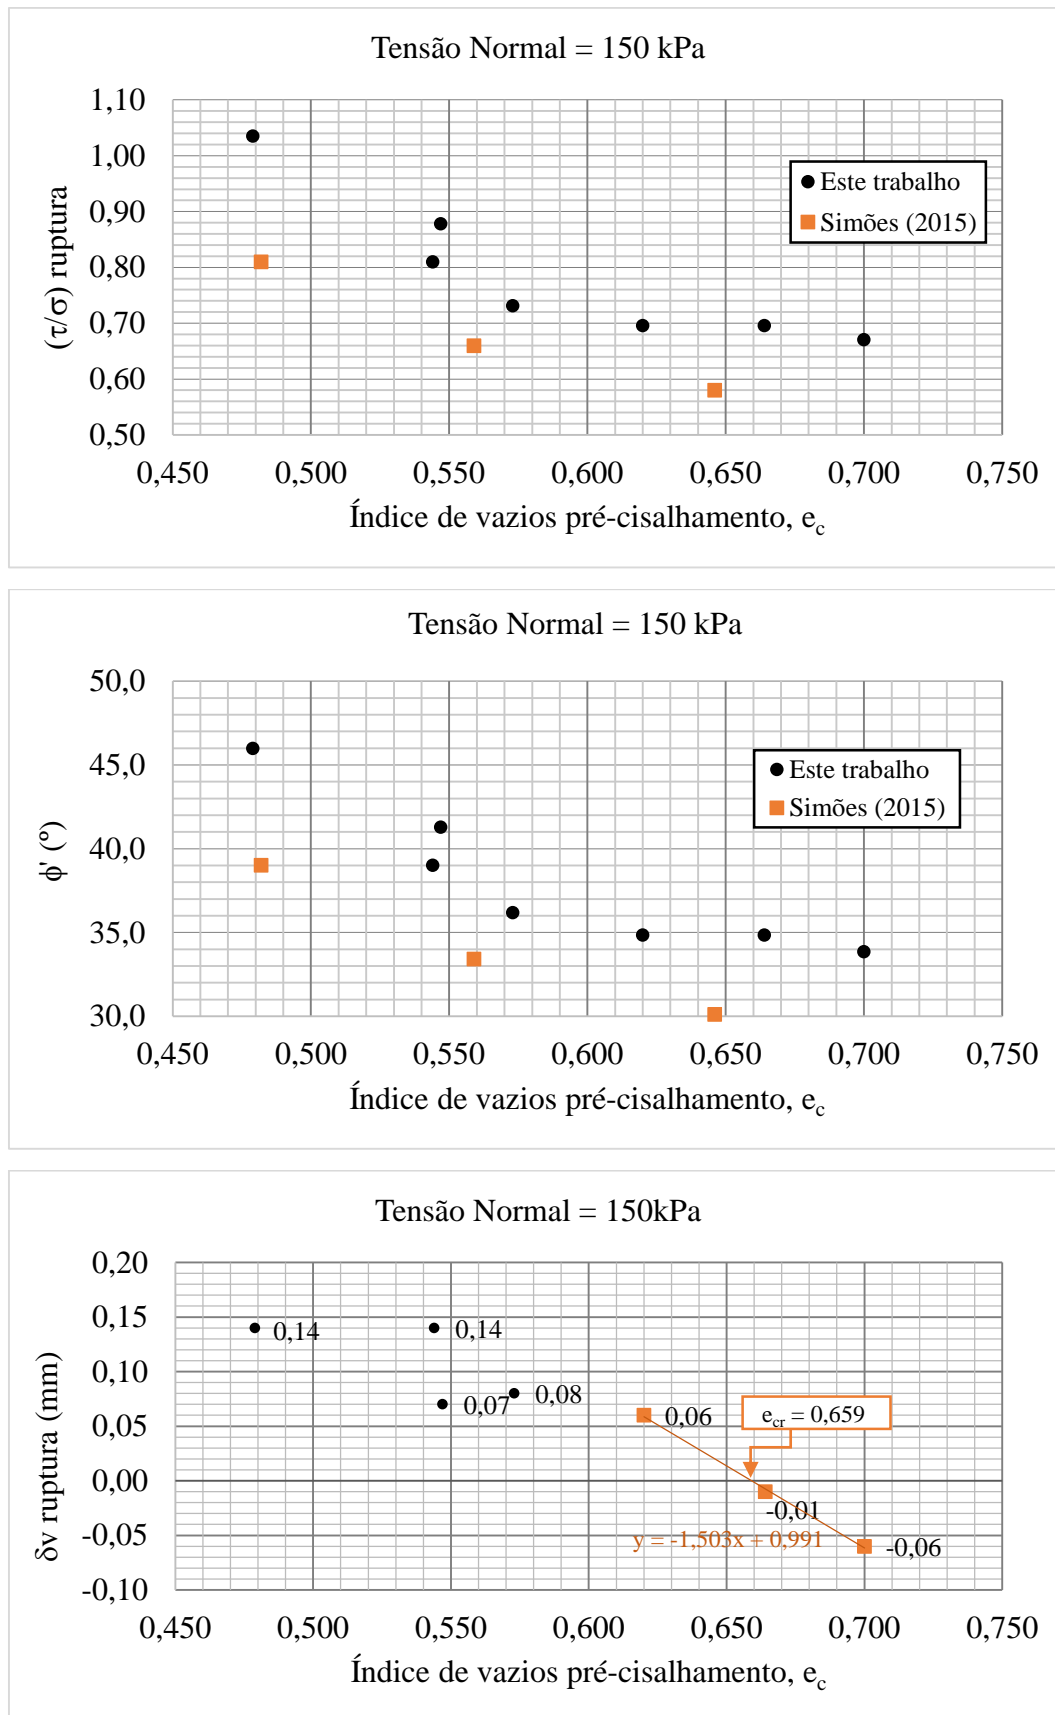 Tensão Normal = 150 kPa
1,10
1,00
0,90
0,80
0,70
0,60
0,50
(τ/σ) ruptura
Este trabalho
Simões (2015)
0,450 0,500 0,550 0,600 0,650 0,700 0,750
Índice de vazios pré-cisalhamento, ec
Tensão Normal = 150 kPa
50,0
45,0
40,0
35,0
30,0
ϕ' (º)
Este trabalho
Simões (2015)
0,450 0,500 0,550 0,600 0,650 0,700 0,750
Índice de vazios pré-cisalhamento, ec
Tensão Normal = 150kPa
0,20
0,15
0,10
0,05
0,00
-0,05
-0,10
δv ruptura (mm)
0,14
0,14
0,07
0,08
0,06
ecr = 0,659
-0,01
y = -1,503x + 0,991
-0,06
0,450 0,500 0,550 0,600 0,650 0,700 0,750
Índice de vazios pré-cisalhamento, ec